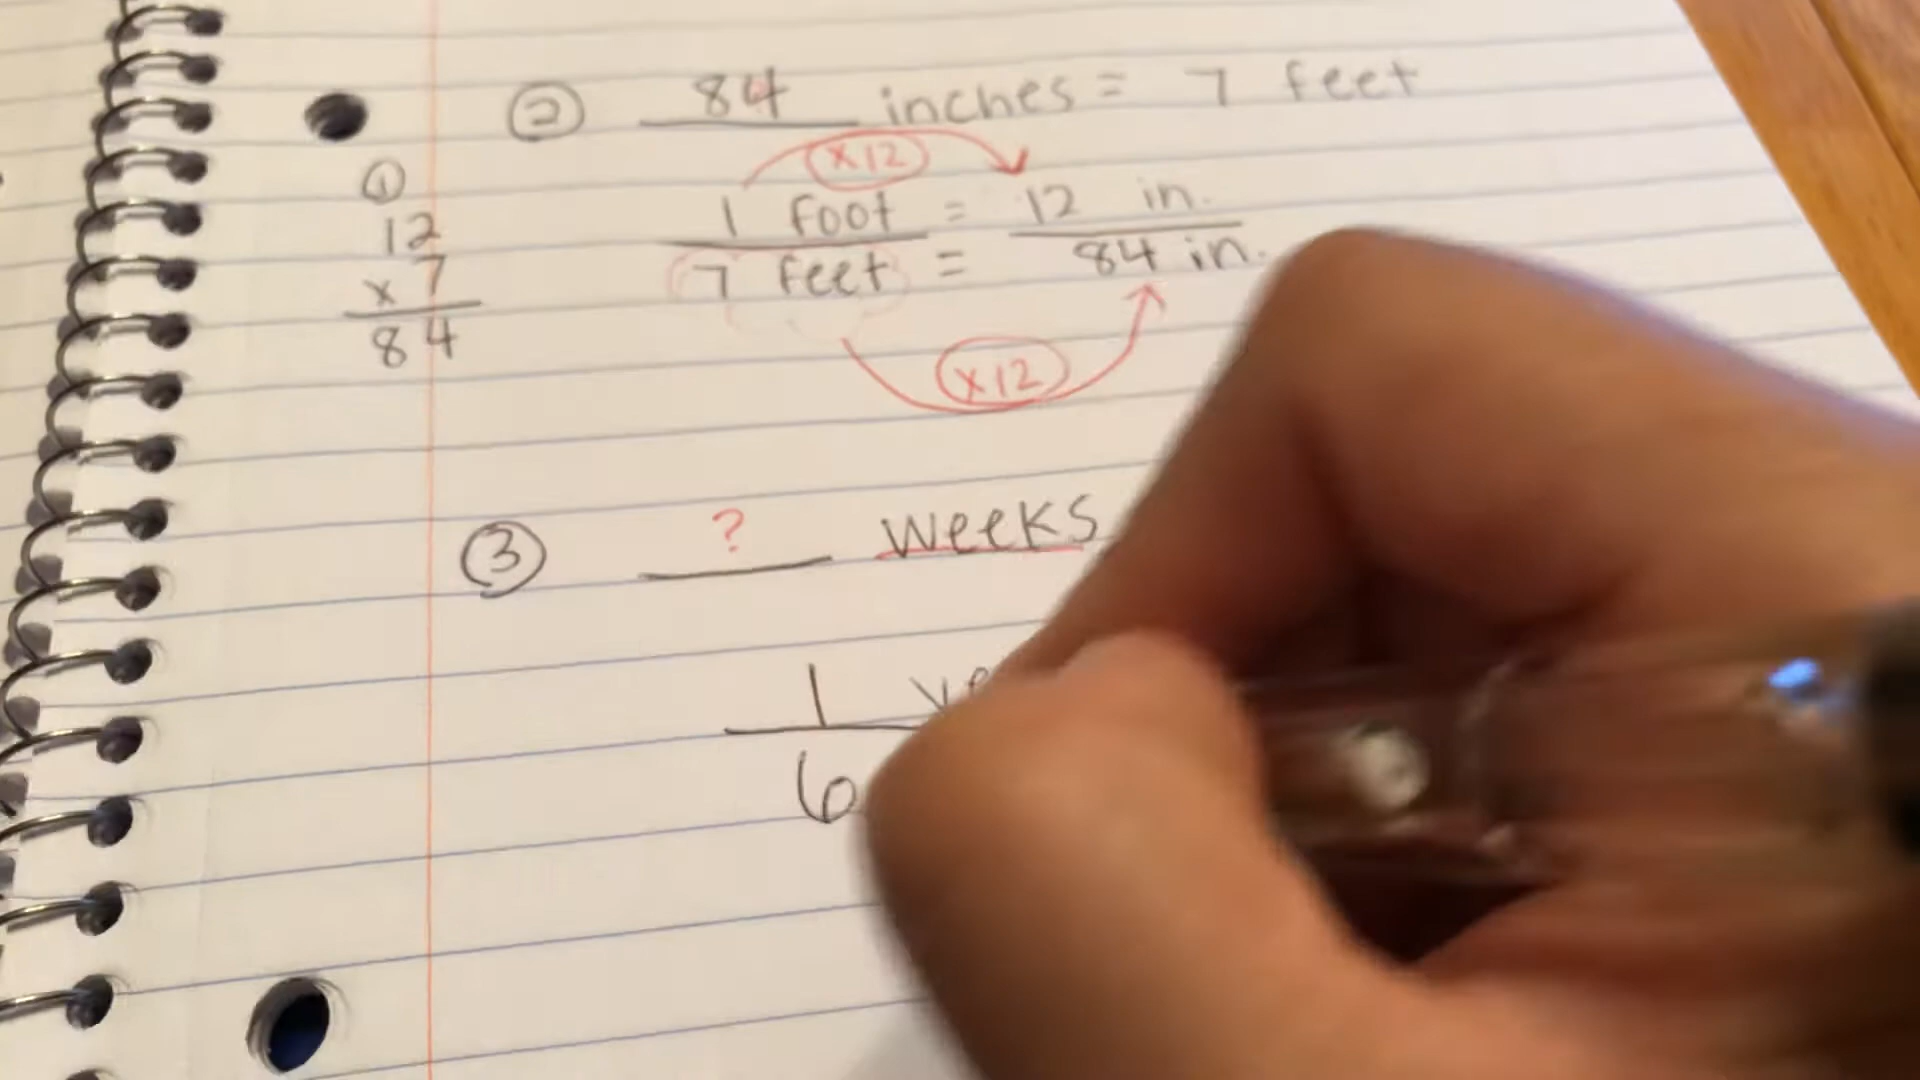 ② 84 inches = 7 feet
x12
1 foot = 12 in.
7 feet = 84 in.
x12
①
12
x 7
84
③ ? weeks
1
6